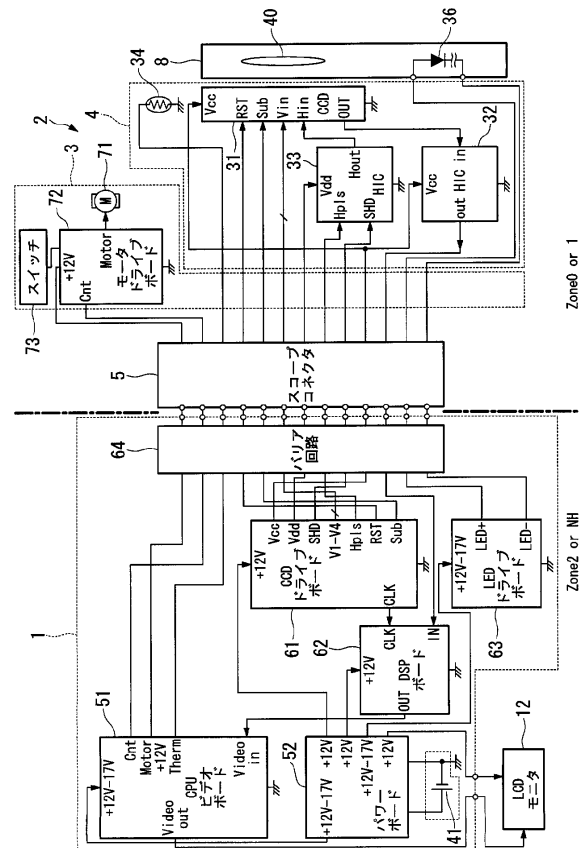 1
51
+12V-17V
Cnt
Motor
+12V
Therm
CPU
ビデオボード
Video
out
Video
in
52
+12V-17V
+12V
+12V
+12V-17V
+12V
パワーボード
41
12
LCD
モニタ
61
+12V
CCD
ドライブ
ボード
Vcc
Vdd
SHD
V1-V4
Hpls
RST
Sub
CLK
62
+12V
CLK
OUT
DSP
ボード
IN
63
+12V-17V
LED
ドライブ
ボード
LED+
LED-
Zone2 or NH
64
バリア
回路
5
スコープ
コネクタ
2
3
73
スイッチ
72
+12V
Cnt
Motor
モータ
ドライブ
ボード
71
M
4
34
31
Vcc
RST
Sub
Vin
Hin
CCD
OUT
33
Vdd
Hpls
SHD
HIC
Hout
32
Vcc
in
out
HIC
8
40
36
Zone0 or 1